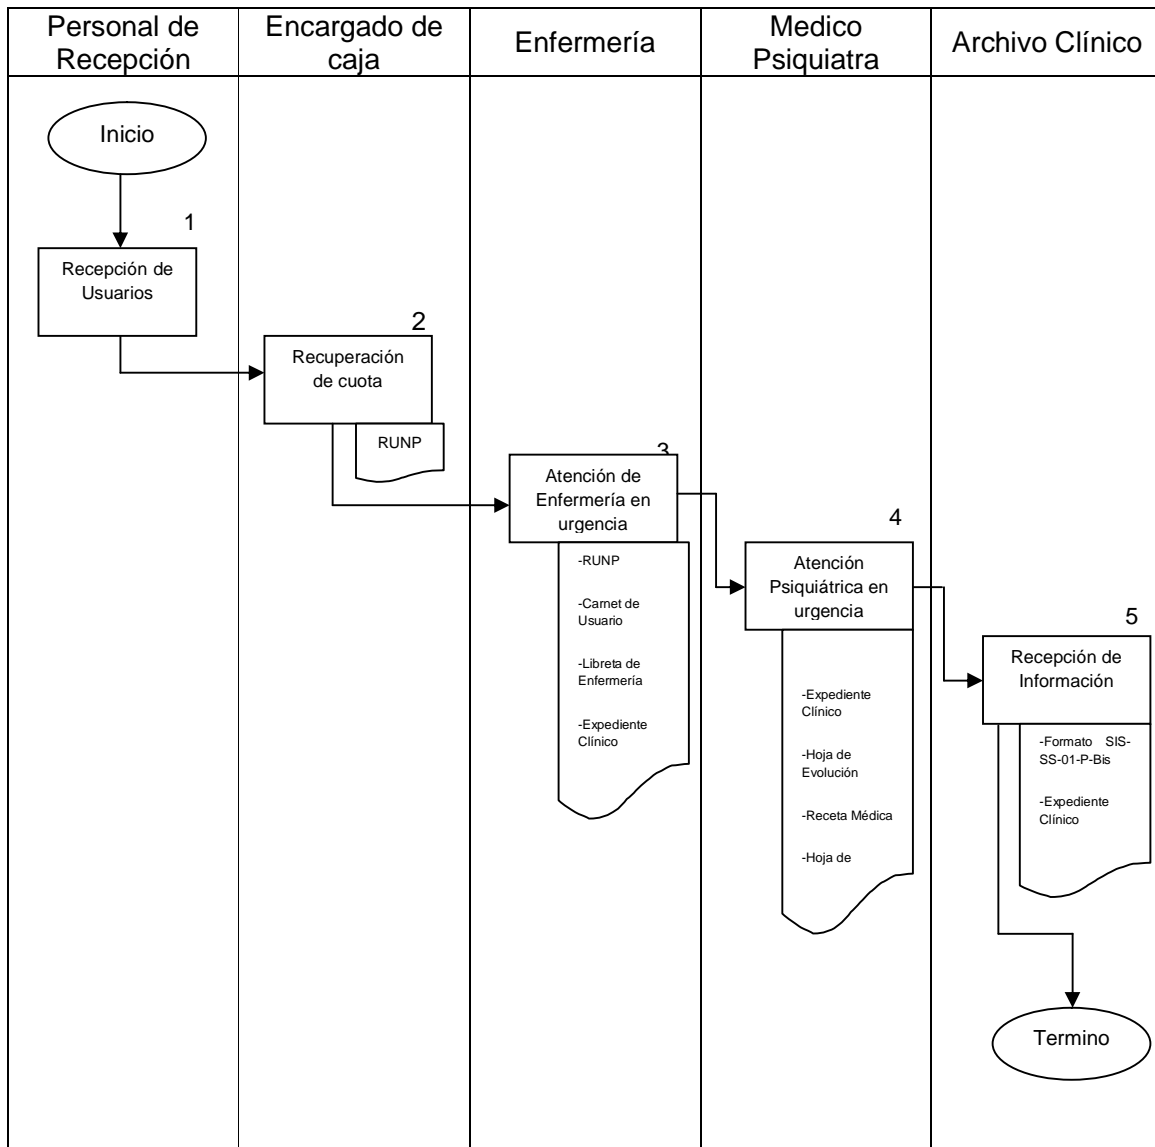 Personal de
Recepción
Encargado de
caja
Enfermería
Medico
Psiquiatra
Archivo Clínico
Inicio
1
Recepción de
Usuarios
2
Recuperación
de cuota
RUNP
3
Atención de
Enfermería en
urgencia
-RUNP
-Carnet de
Usuario
-Libreta de
Enfermería
-Expediente
Clínico
4
Atención
Psiquiátrica en
urgencia
-Expediente
Clínico
-Hoja de
Evolución
-Receta Médica
-Hoja de
5
Recepción de
Información
-Formato SIS-
SS-01-P-Bis
-Expediente
Clínico
Termino